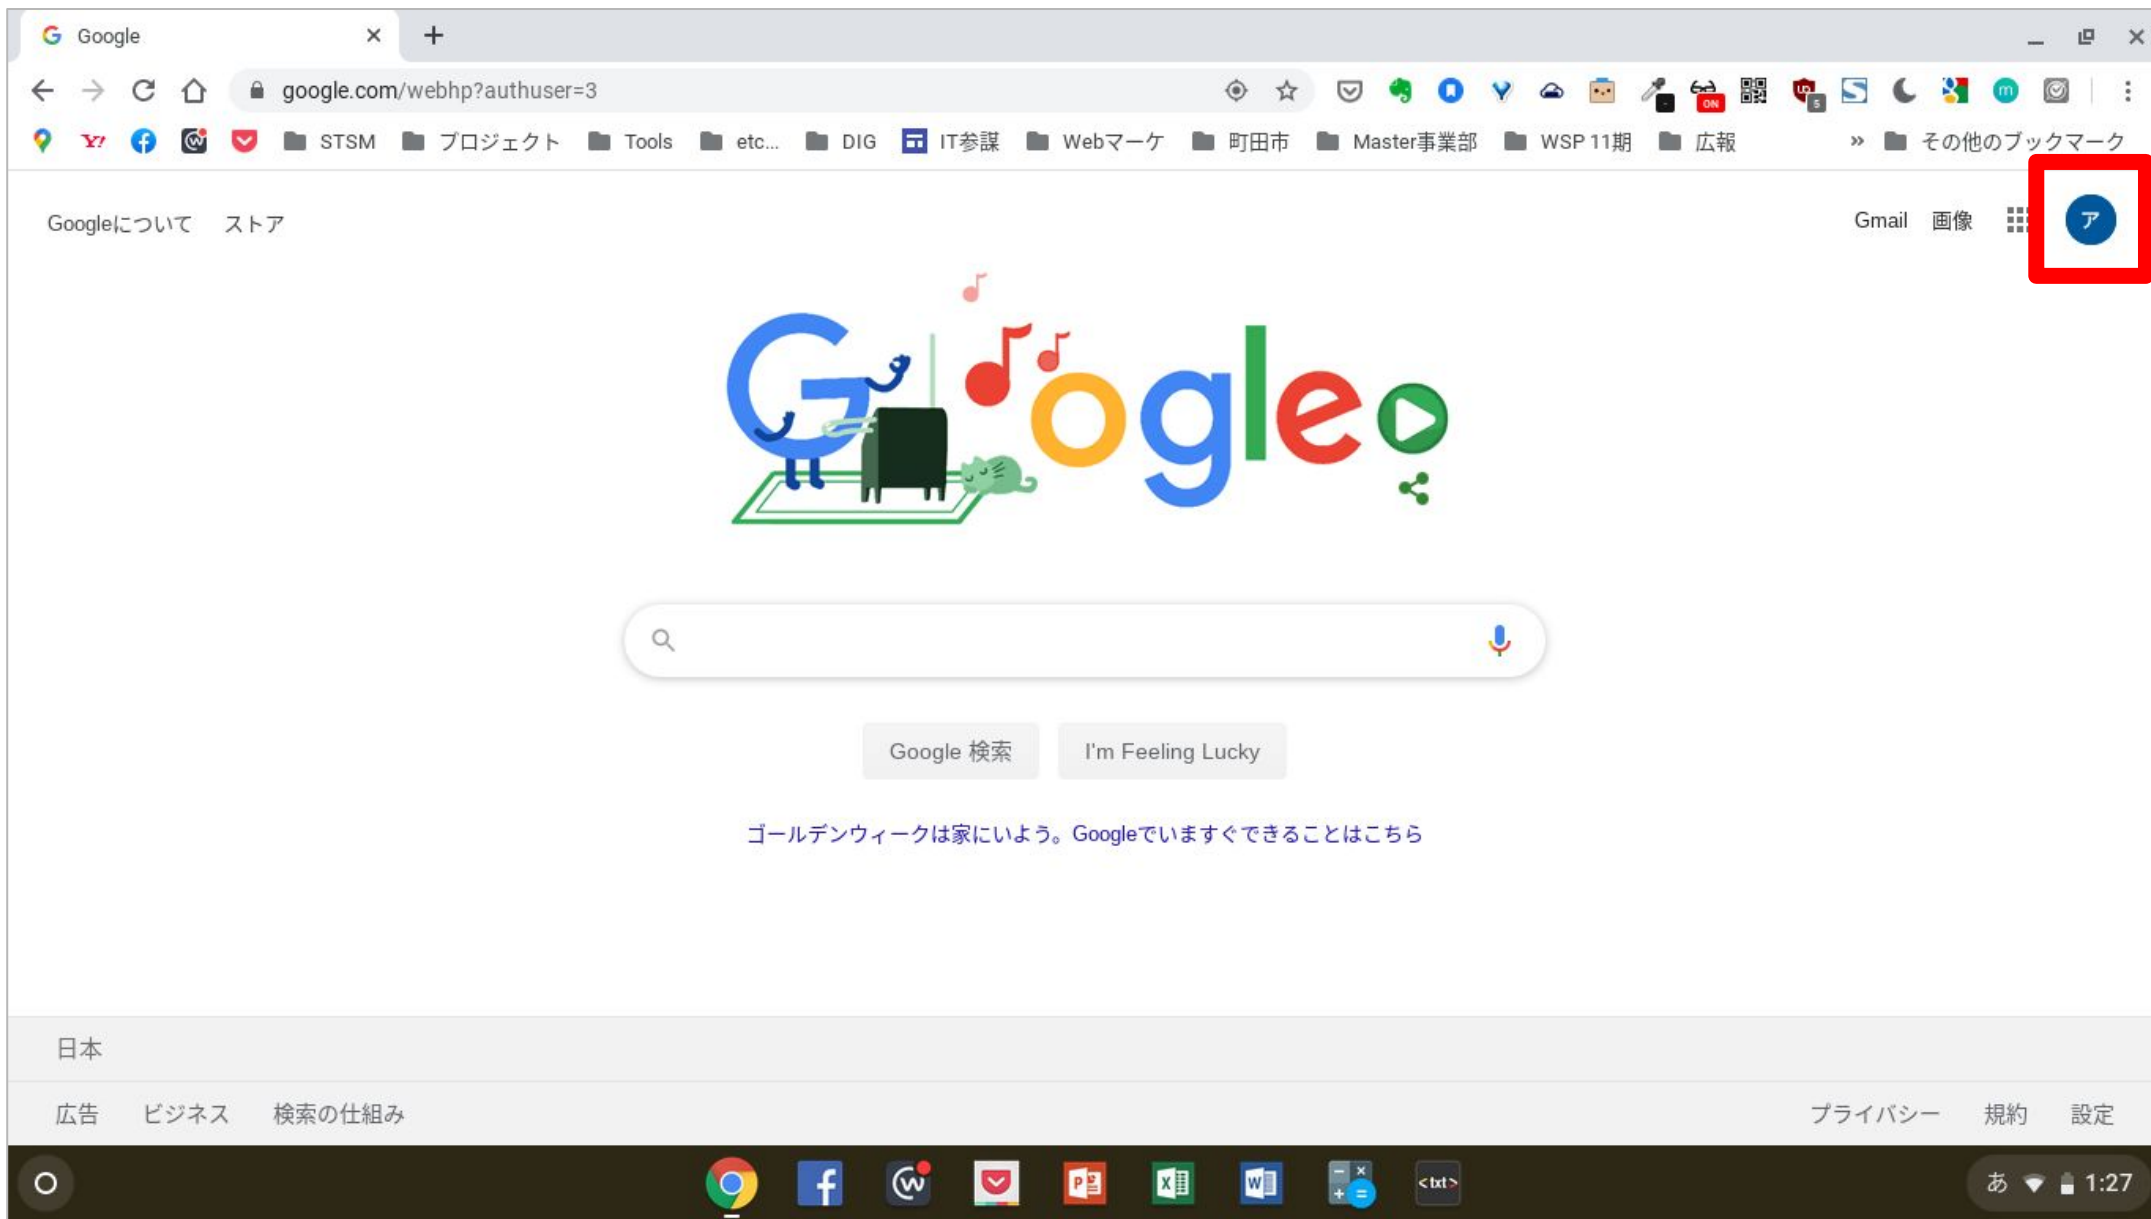 Google
google.com/webhp?authuser=3
STSM プロジェクト Tools etc... DIG IT参謀 Webマーケ 町田市 Master事業部 WSP 11期 広報 » その他のブックマーク
Googleについて ストア Gmail 画像 ア
Google
Google 検索 I'm Feeling Lucky
ゴールデンウィークは家にいよう。Googleでいますぐできることはこちら
日本
広告 ビジネス 検索の仕組み プライバシー 規約 設定
<txt> あ 1:27